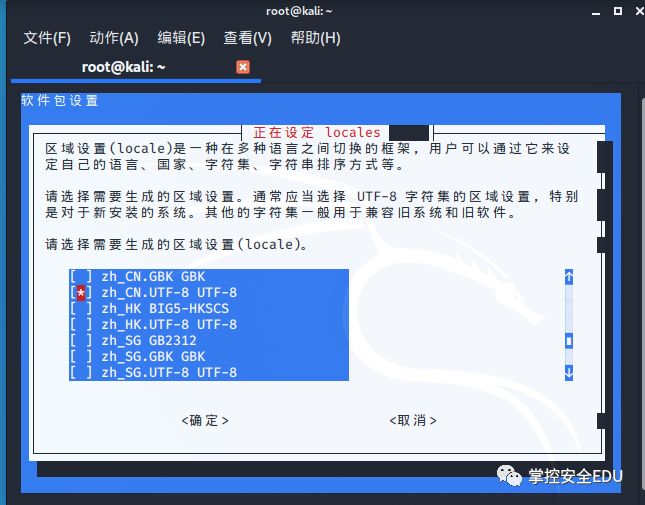 root@kali: ~
文件(F) 动作(A) 编辑(E) 查看(V) 帮助(H)
root@kali: ~
软件包设置
正在设定 locales
区域设置(locale)是一种在多种语言之间切换的框架，用户可以通过它来设
定自己的语言、国家、字符集、字符串排序方式等。
请选择需要生成的区域设置。通常应当选择 UTF-8 字符集的区域设置，特别
是对于新安装的系统。其他的字符集一般用于兼容旧系统和旧软件。
请选择需要生成的区域设置(locale)。
[ ] zh_CN.GBK GBK
[*] zh_CN.UTF-8 UTF-8
[ ] zh_HK BIG5-HKSCS
[ ] zh_HK.UTF-8 UTF-8
[ ] zh_SG GB2312
[ ] zh_SG.GBK GBK
[ ] zh_SG.UTF-8 UTF-8
<确定> <取消>
掌控安全EDU